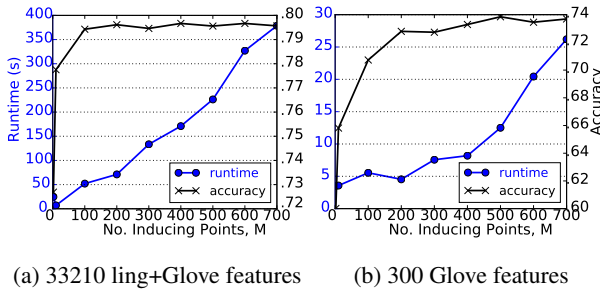 400
350
300
250
200
150
100
50
0
Runtime (s)
.80
.79
.78
.77
.76
.75
.74
.73
.72
0 100 200 300 400 500 600 700
No. Inducing Points, M
runtime
accuracy
30
25
20
15
10
5
0
.74
.72
.70
.68
.66
.64
.62
.60
Accuracy
0 100 200 300 400 500 600 700
No. Inducing Points, M
runtime
accuracy
(a) 33210 ling+Glove features
(b) 300 Glove features